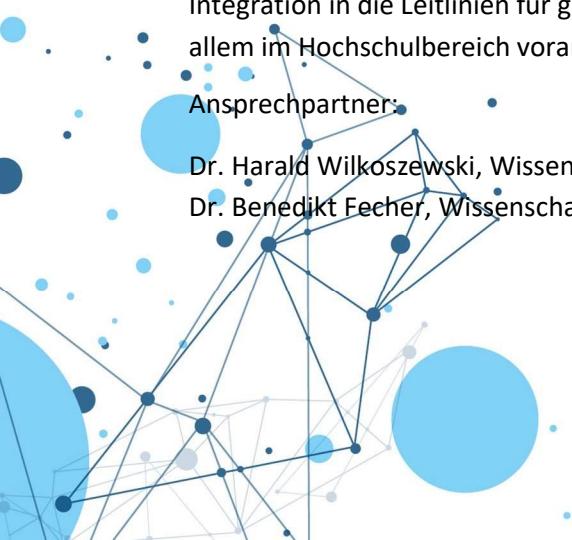 Integration in die Leitlinien für g
allem im Hochschulbereich vora
Ansprechpartner:
Dr. Harald Wilkoszewski, Wissen
Dr. Benedikt Fecher, Wissenscha